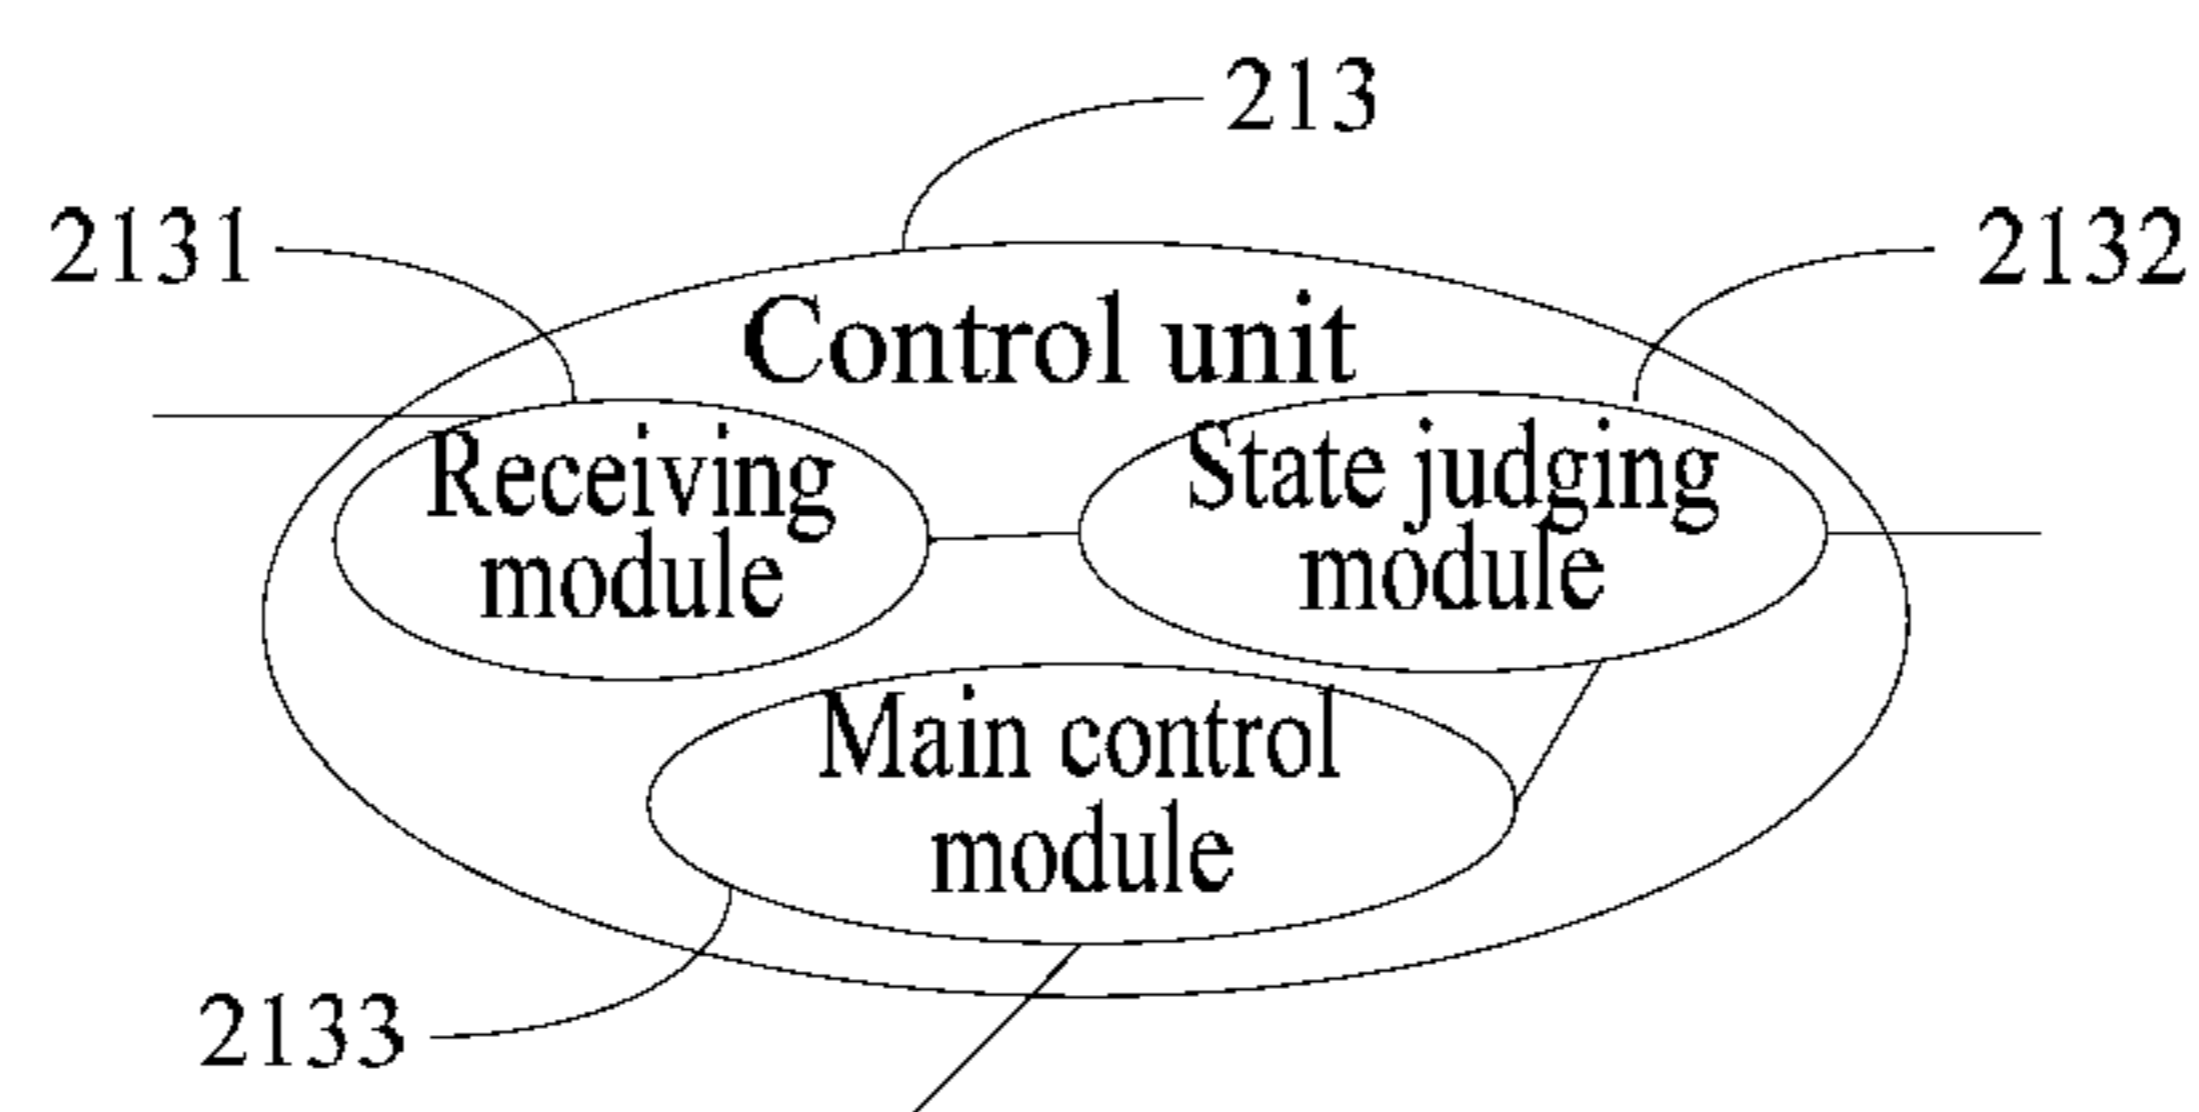 213
2131
2132
Control unit
Receiving
module
State judging
module
Main control
module
2133